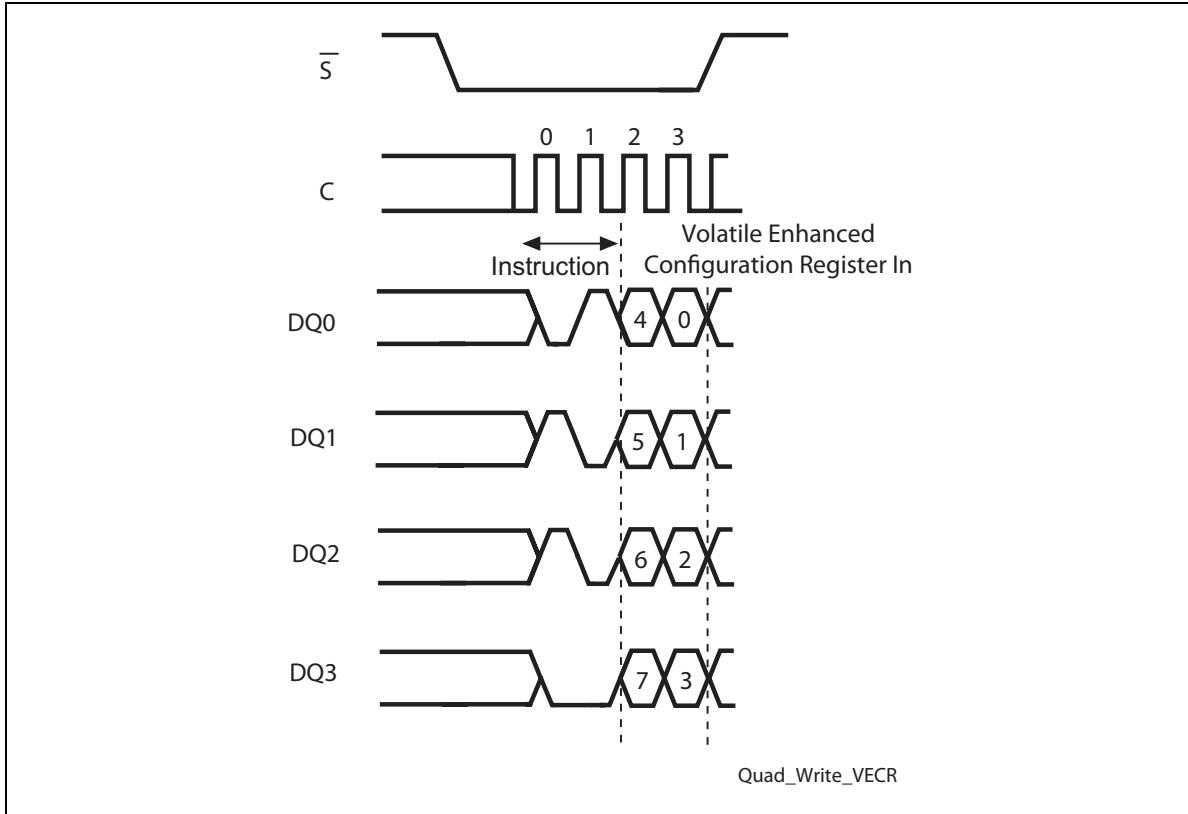 S
0 1 2 3
C
Volatile Enhanced
Instruction Configuration Register In
DQ0 4 0
DQ1 5 1
DQ2 6 2
DQ3 7 3
Quad_Write_VECR